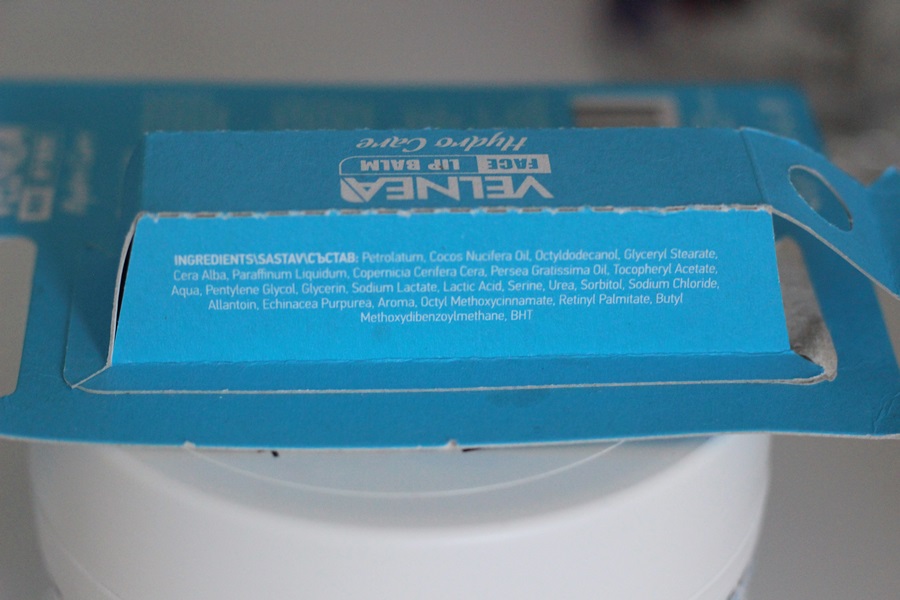 Hydro Care
FACE LIP BALM
VELNEA
INGREDIENTS\SASTAV\СЪСТАВ: Petrolatum, Cocos Nucifera Oil, Octyldodecanol, Glyceryl Stearate,
Cera Alba, Paraffinum Liquidum, Copernicia Cerifera Cera, Persea Gratissima Oil, Tocopheryl Acetate,
Aqua, Pentylene Glycol, Glycerin, Sodium Lactate, Lactic Acid, Serine, Urea, Sorbitol, Sodium Chloride,
Allantoin, Echinacea Purpurea, Aroma, Octyl Methoxycinnamate, Retinyl Palmitate, Butyl
Methoxydibenzoylmethane, BHT